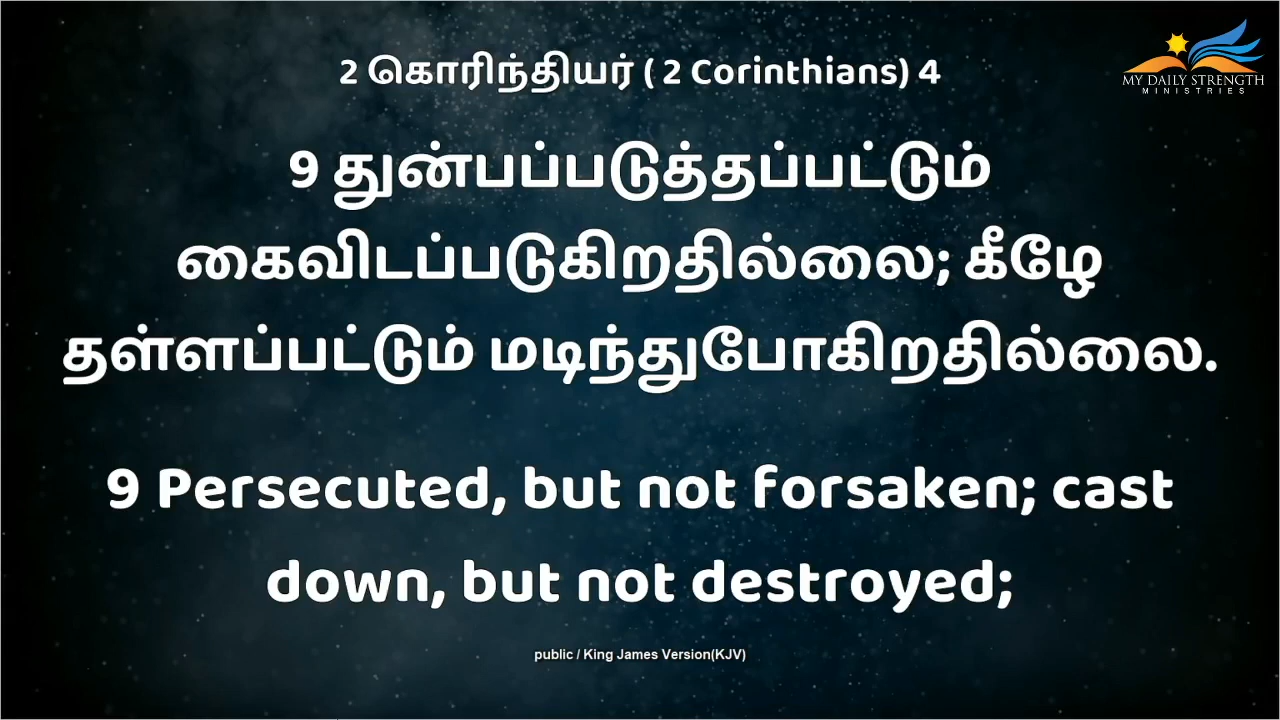 2 கொரிந்தியர் ( 2 Corinthians) 4
MY DAILY STRENGTH
MINISTRIES
9 துன்பப்படுத்தப்பட்டும்
கைவிடப்படுகிறதில்லை; கீழே
தள்ளப்பட்டும் மடிந்துபோகிறதில்லை.
9 Persecuted, but not forsaken; cast
down, but not destroyed;
public / King James Version(KJV)